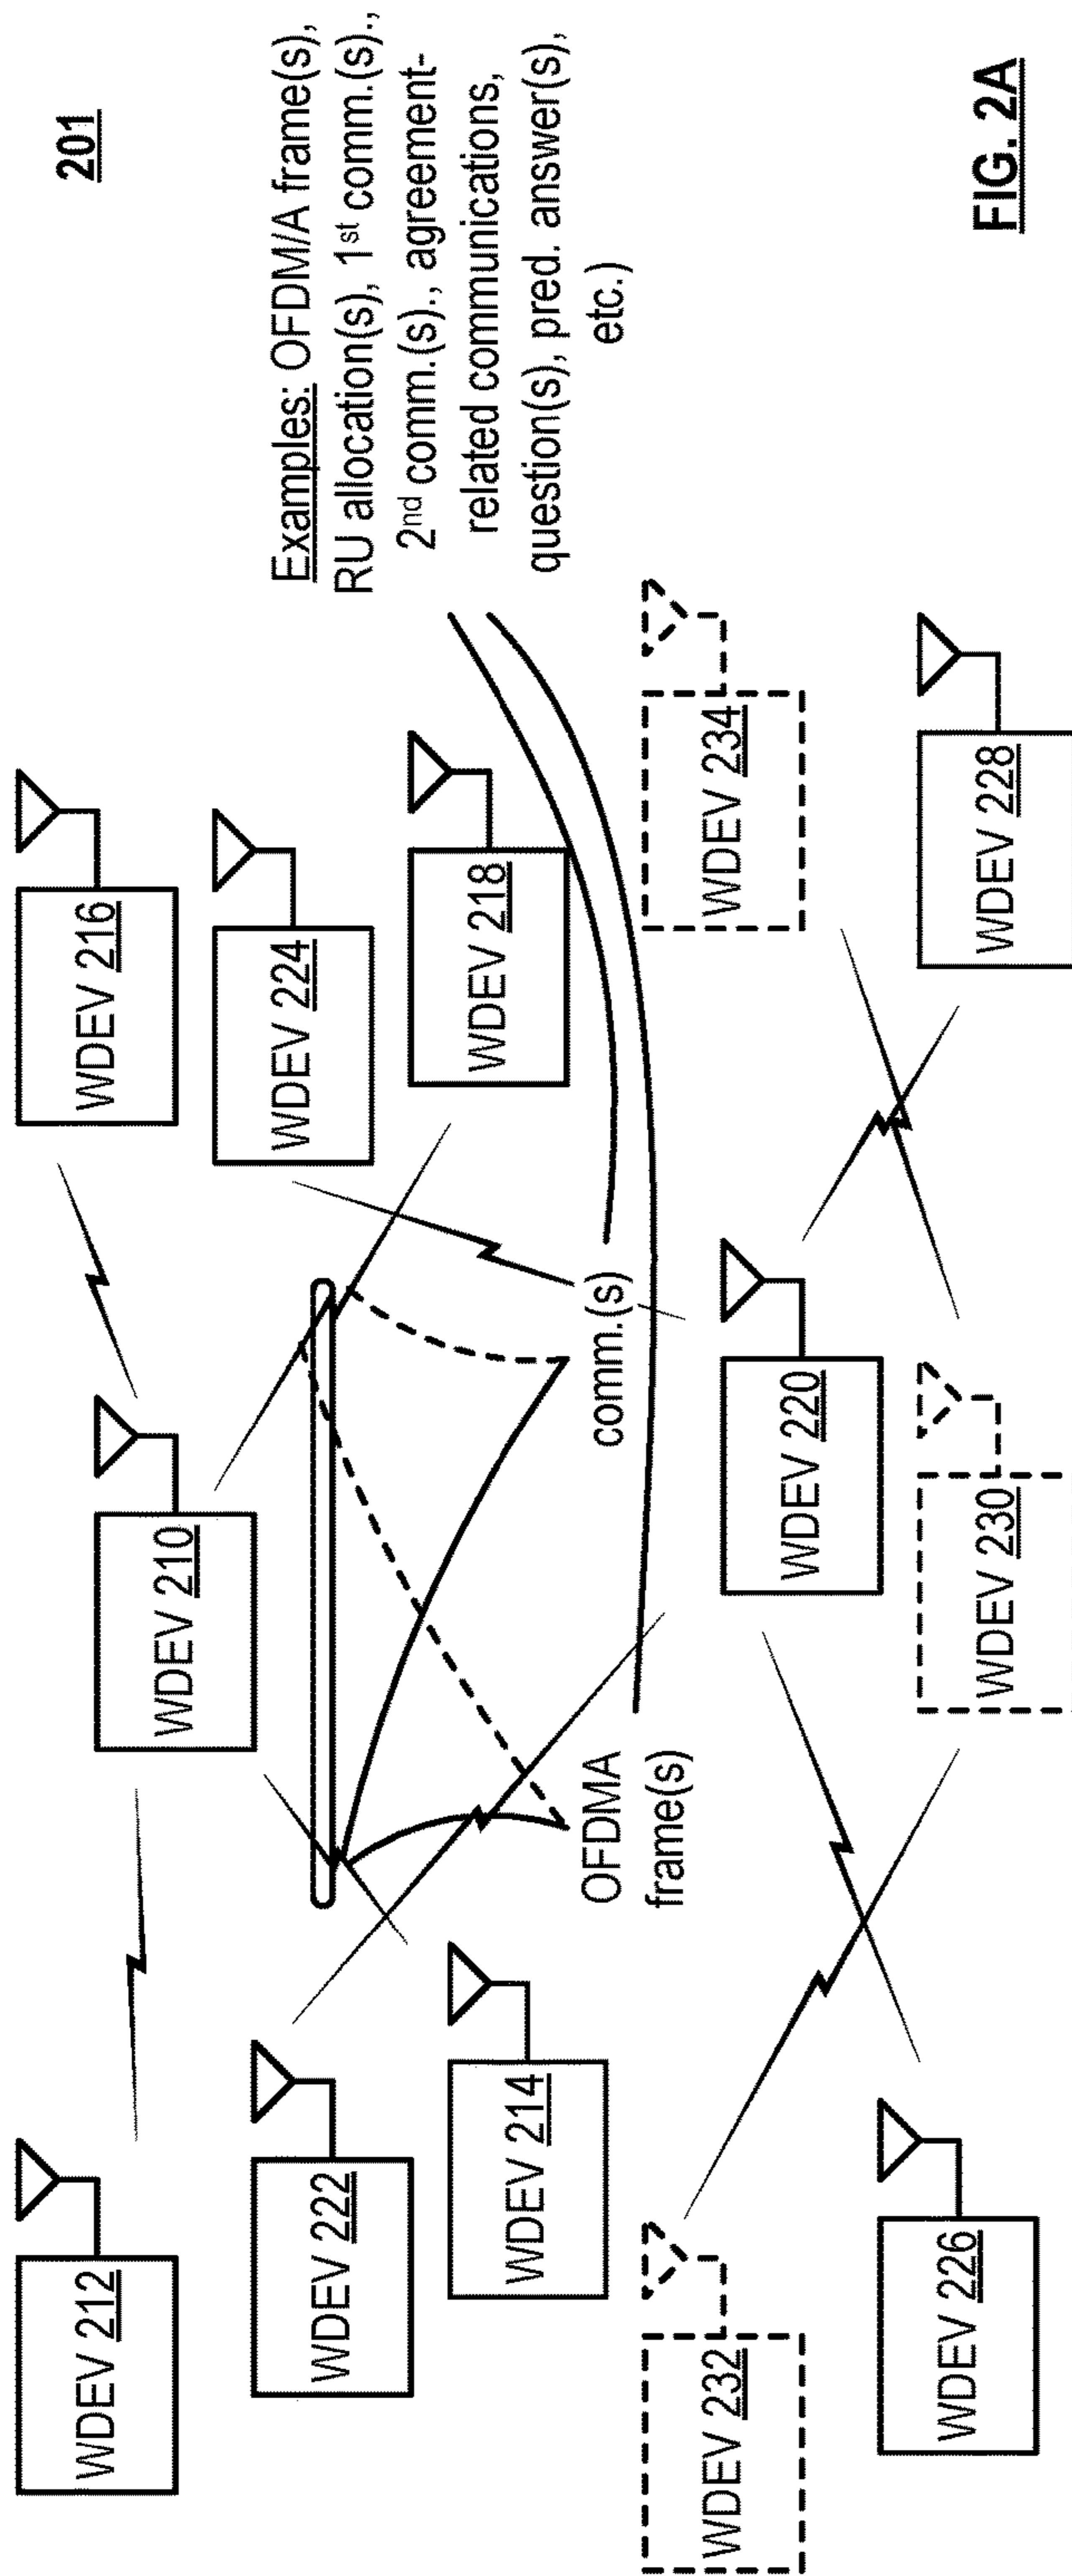 201
Examples: OFDM/A frame(s),
RU allocation(s), 1st comm.(s).,
2nd comm.(s)., agreement-
related communications,
question(s), pred. answer(s),
etc.)
WDEV 212
WDEV 210
WDEV 216
WDEV 222
WDEV 224
WDEV 214
WDEV 218
OFDMA
frame(s)
comm.(s)
WDEV 232
WDEV 220
WDEV 234
WDEV 226
WDEV 230
WDEV 228
FIG. 2A